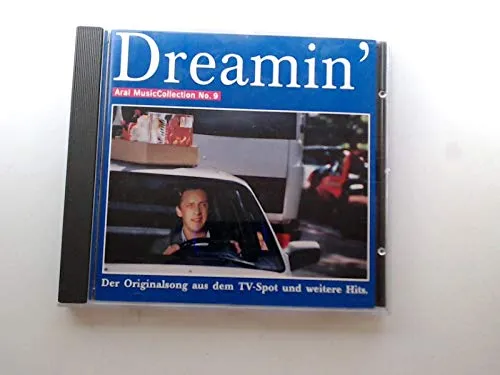 Dreamin'
Aral MusicCollection No. 9
Der Originalsong aus dem TV-Spot und weitere Hits.